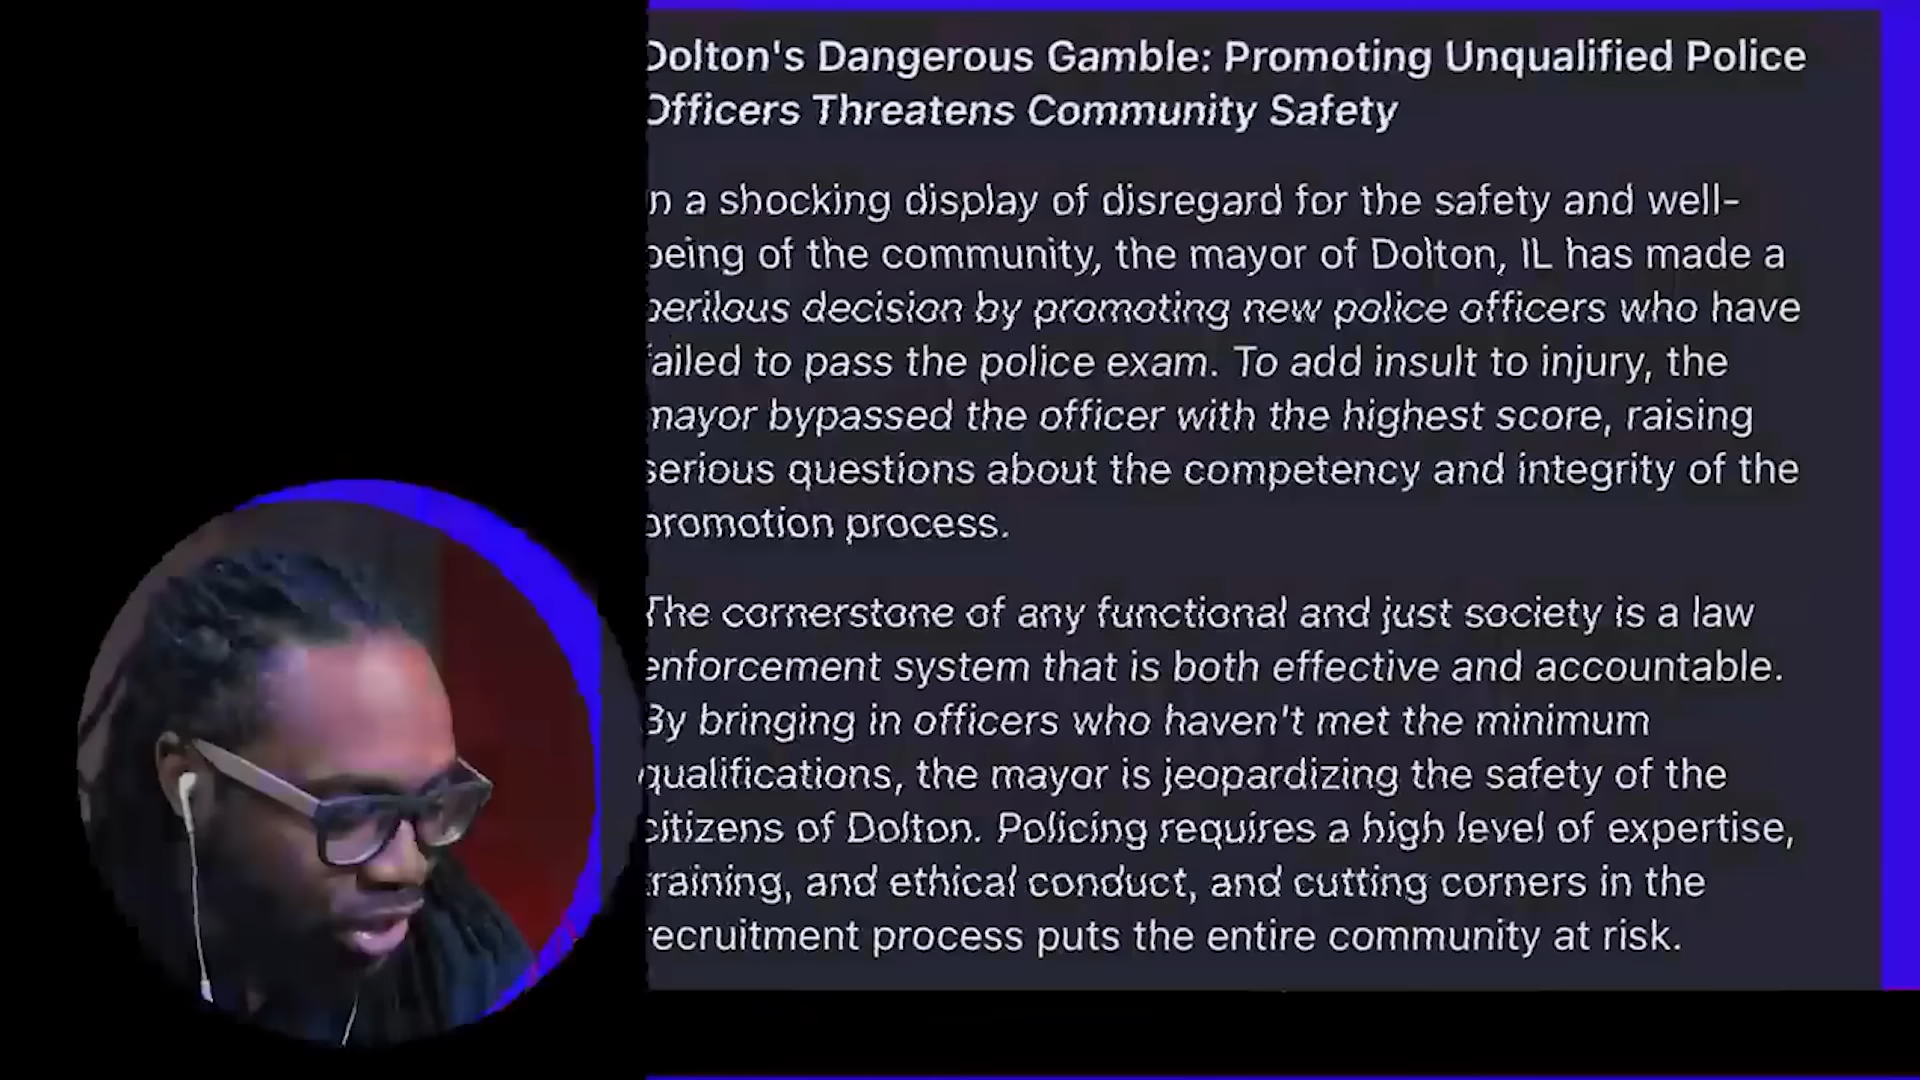 Dolton's Dangerous Gamble: Promoting Unqualified Police
Officers Threatens Community Safety
In a shocking display of disregard for the safety and well-
being of the community, the mayor of Dolton, IL has made a
perilous decision by promoting new police officers who have
failed to pass the police exam. To add insult to injury, the
mayor bypassed the officer with the highest score, raising
serious questions about the competency and integrity of the
promotion process.
The cornerstone of any functional and just society is a law
enforcement system that is both effective and accountable.
By bringing in officers who haven't met the minimum
qualifications, the mayor is jeopardizing the safety of the
citizens of Dolton. Policing requires a high level of expertise,
training, and ethical conduct, and cutting corners in the
recruitment process puts the entire community at risk.